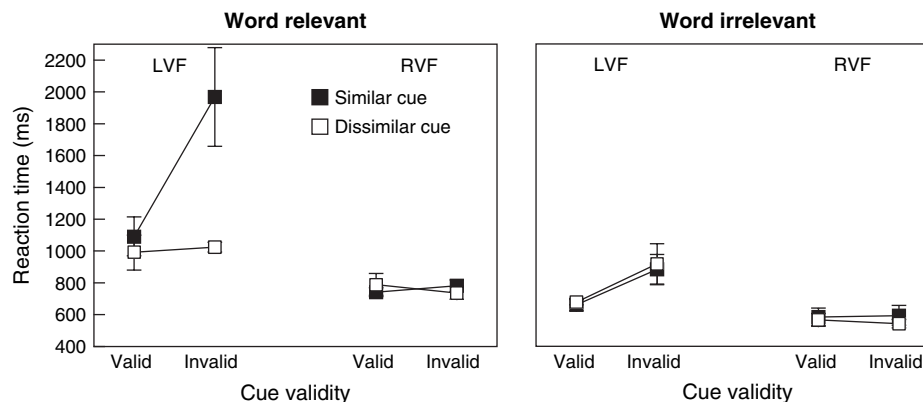 Word relevant
Word irrelevant
LVF
RVF
LVF
RVF
Similar cue
Dissimilar cue
Reaction time (ms)
2200
2000
1800
1600
1400
1200
1000
800
600
400
Valid
Invalid
Valid
Invalid
Valid
Invalid
Valid
Invalid
Cue validity
Cue validity